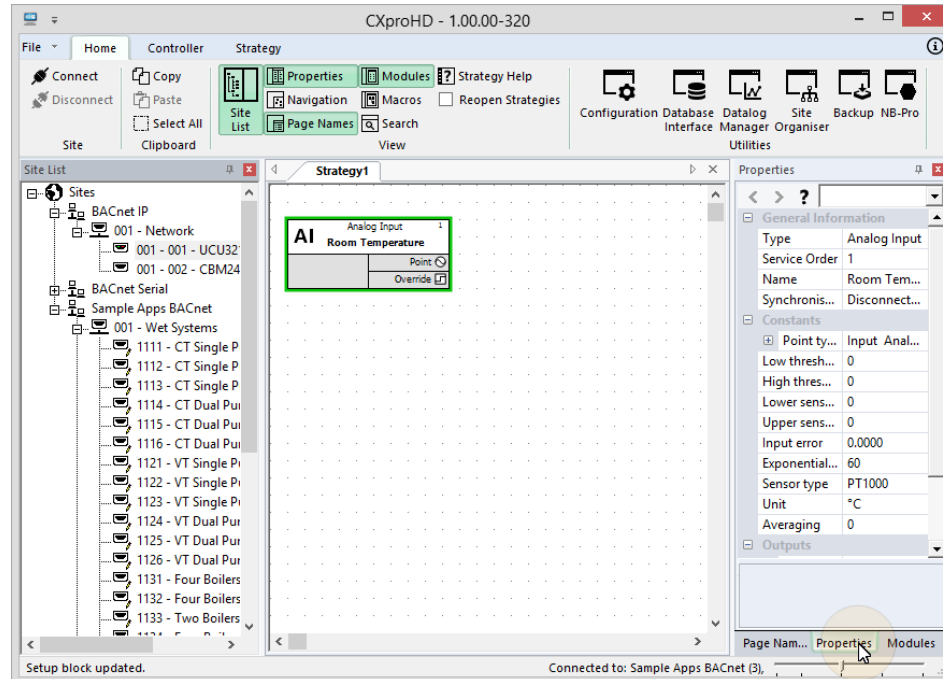 CXproHD - 1.00.00-320
File Home Controller Strategy
Connect
Disconnect
Site
Copy
Paste
Select All
Clipboard
Site List
Properties Modules Strategy Help
Navigation Macros Reopen Strategies
Page Names Search
View
Configuration Database Interface Datalog Manager Site Organiser Backup NB-Pro
Utilities
Site List
Sites
BACnet IP
001 - Network
001 - 001 - UCU32
001 - 002 - CBM24
BACnet Serial
Sample Apps BACnet
001 - Wet Systems
1111 - CT Single P
1112 - CT Single P
1113 - CT Single P
1114 - CT Dual Pu
1115 - CT Dual Pu
1116 - CT Dual Pu
1121 - VT Single P
1122 - VT Single P
1123 - VT Single P
1124 - VT Dual Pur
1125 - VT Dual Pur
1126 - VT Dual Pur
1131 - Four Boilers
1132 - Four Boilers
1133 - Two Boilers
Strategy1
AI Analog Input 1
Room Temperature
Point
Override
Properties
?
General Information
Type Analog Input
Service Order 1
Name Room Tem...
Synchronis... Disconnect...
Constants
Point ty... Input Anal...
Low thresh... 0
High thres... 0
Lower sens... 0
Upper sens... 0
Input error 0.0000
Exponential... 60
Sensor type PT1000
Unit °C
Averaging 0
Outputs
Page Nam... Properties Modules
Setup block updated. Connected to: Sample Apps BACnet (3),